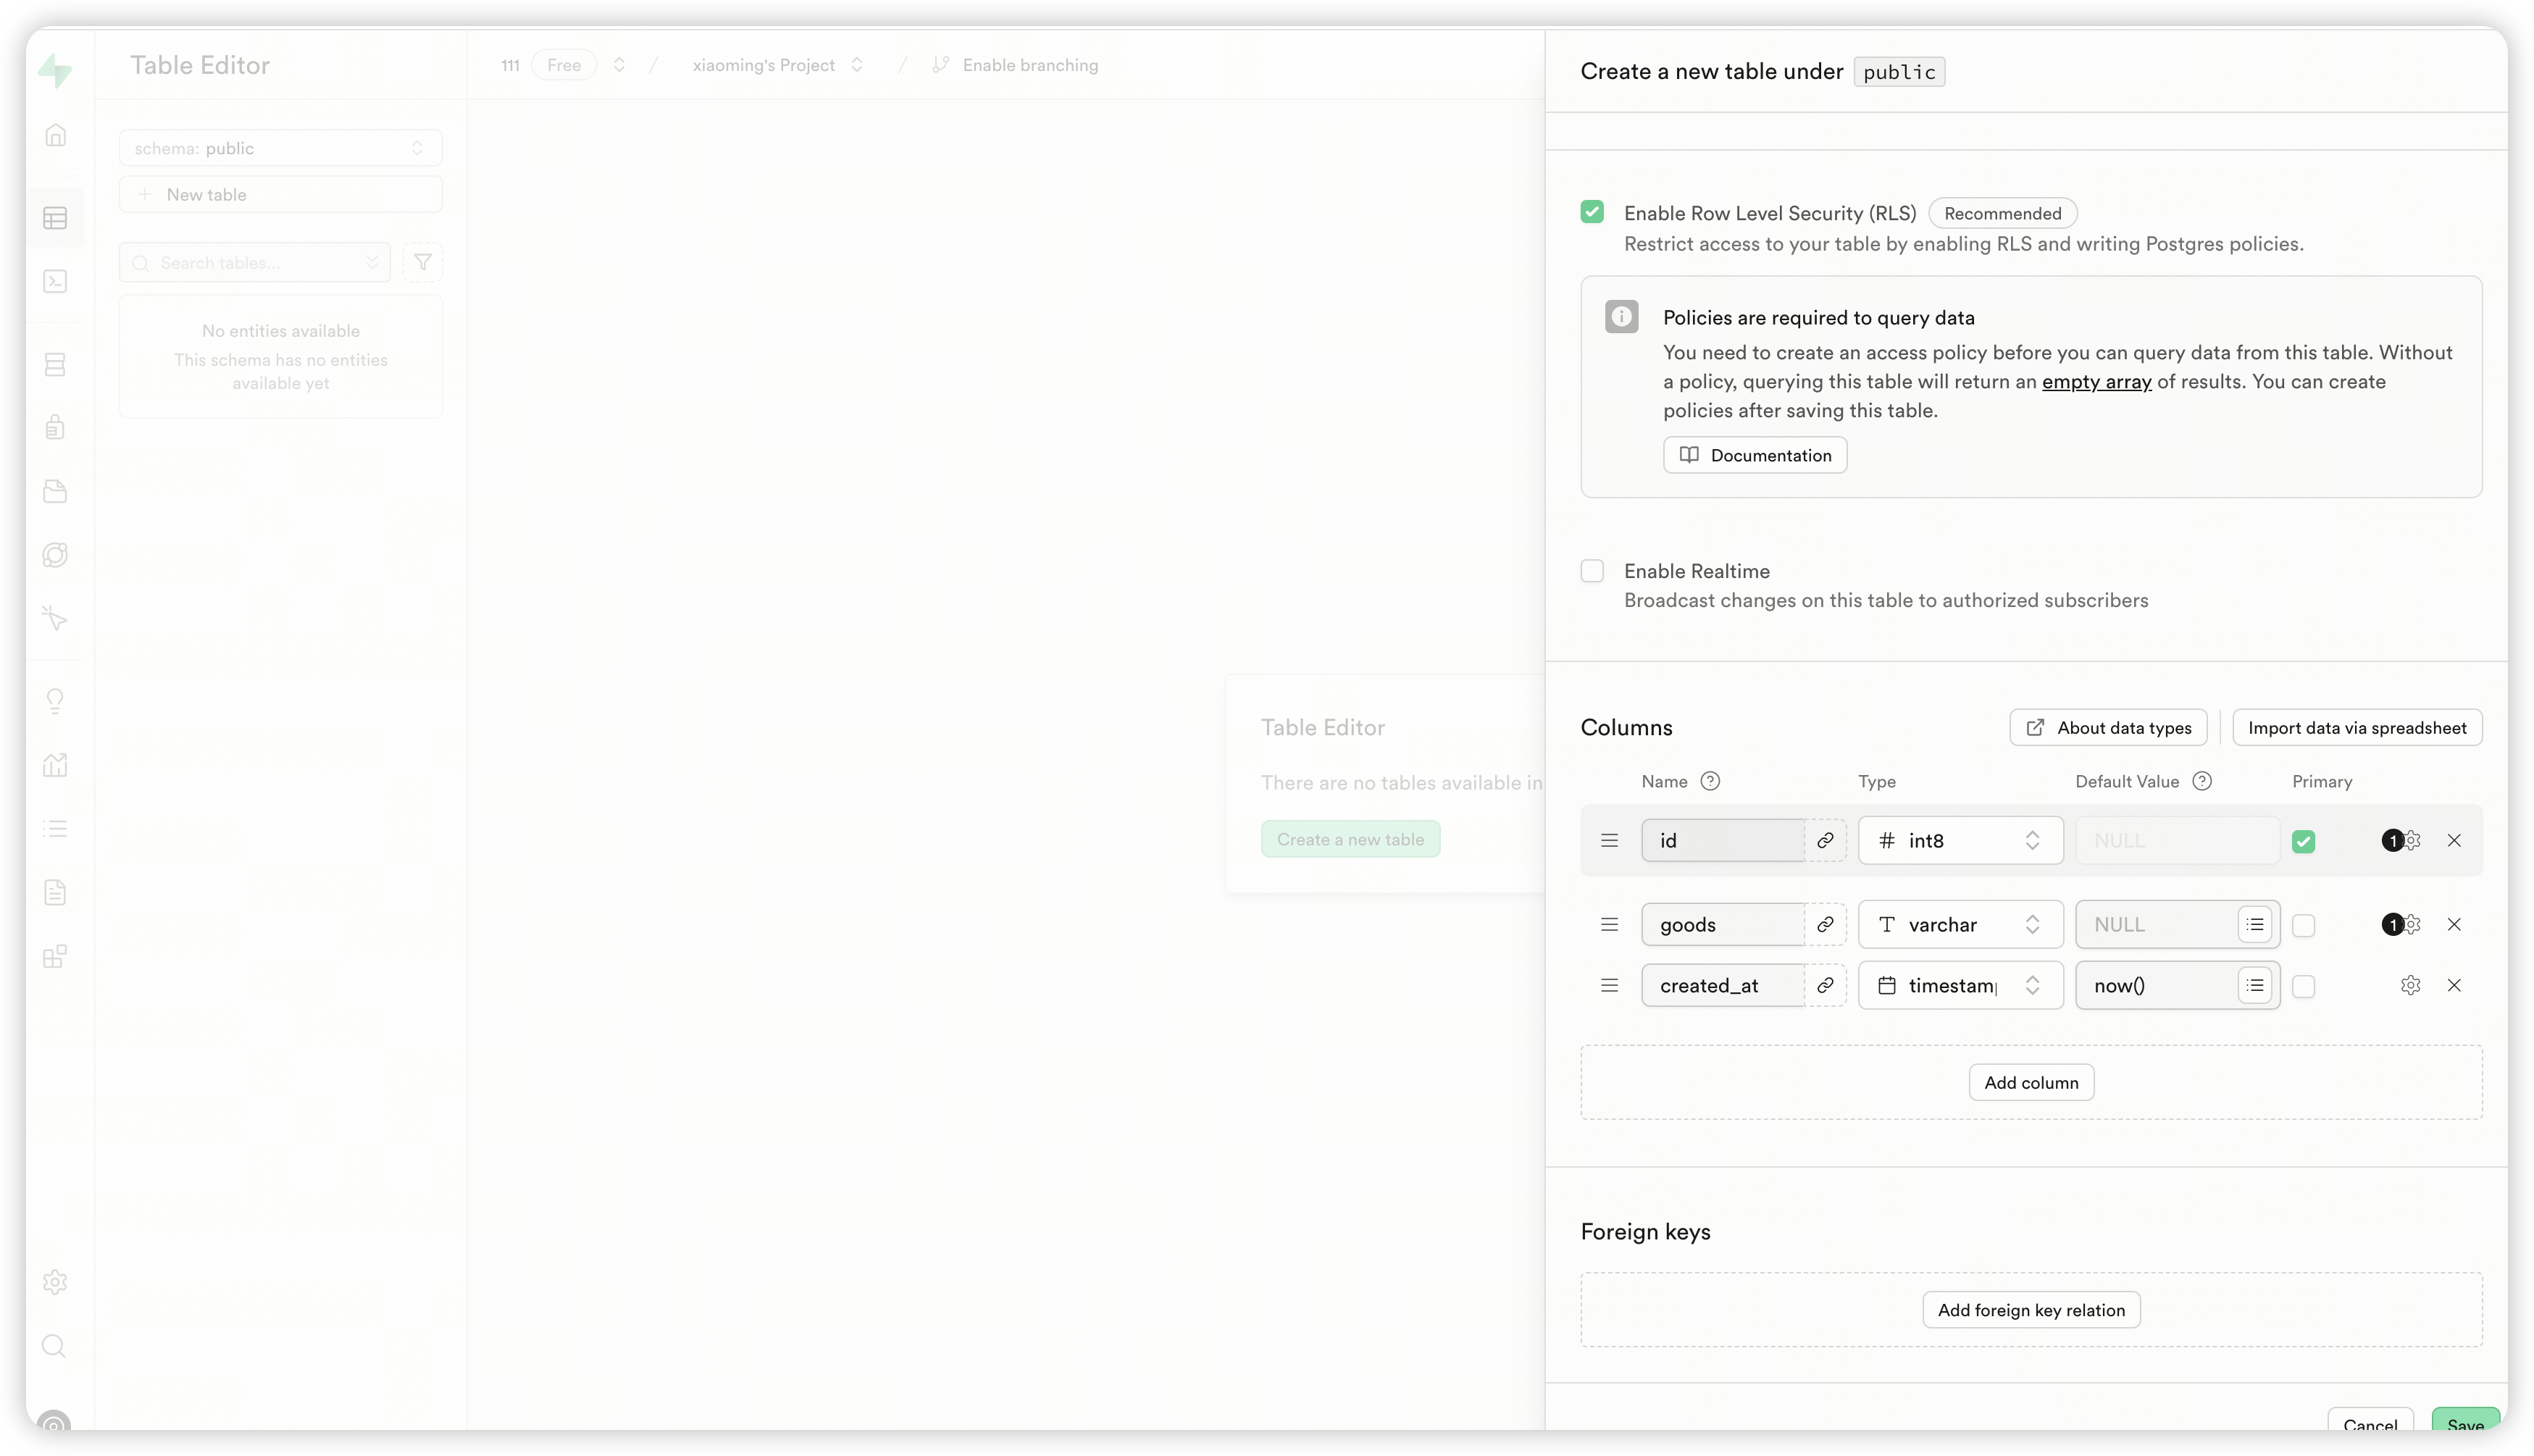 Table Editor
111 Free / xiaoming's Project / Enable branching
schema: public
New table
Search tables...
No entities available
This schema has no entities
available yet
Table Editor
There are no tables available in
Create a new table
Create a new table under public
Enable Row Level Security (RLS) Recommended
Restrict access to your table by enabling RLS and writing Postgres policies.
Policies are required to query data
You need to create an access policy before you can query data from this table. Without
a policy, querying this table will return an empty array of results. You can create
policies after saving this table.
Documentation
Enable Realtime
Broadcast changes on this table to authorized subscribers
Columns About data types Import data via spreadsheet
Name Type Default Value Primary
id int8 NULL 1
goods varchar NULL 1
created_at timestam now()
Add column
Foreign keys
Add foreign key relation
Cancel Save